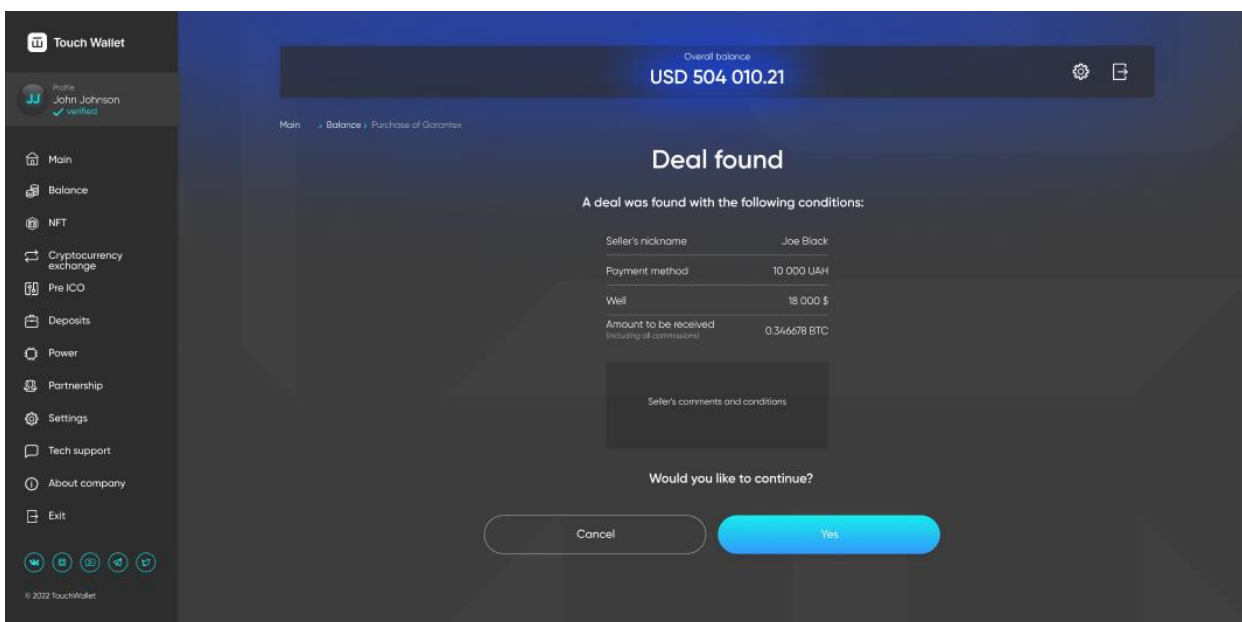 Touch Wallet
Overall balance
USD 504 010.21
Profile
JJ John Johnson
verified
Main › Balance › Purchase of Garantex
Deal found
A deal was found with the following conditions:
Seller's nickname Joe Black
Payment method 10 000 UAH
Well 18 000 $
Amount to be received 0.346678 BTC
(including all commissions)
Seller's comments and conditions
Would you like to continue?
Cancel Yes
Main
Balance
NFT
Cryptocurrency
exchange
Pre ICO
Deposits
Power
Partnership
Settings
Tech support
About company
Exit
© 2022 TouchWallet